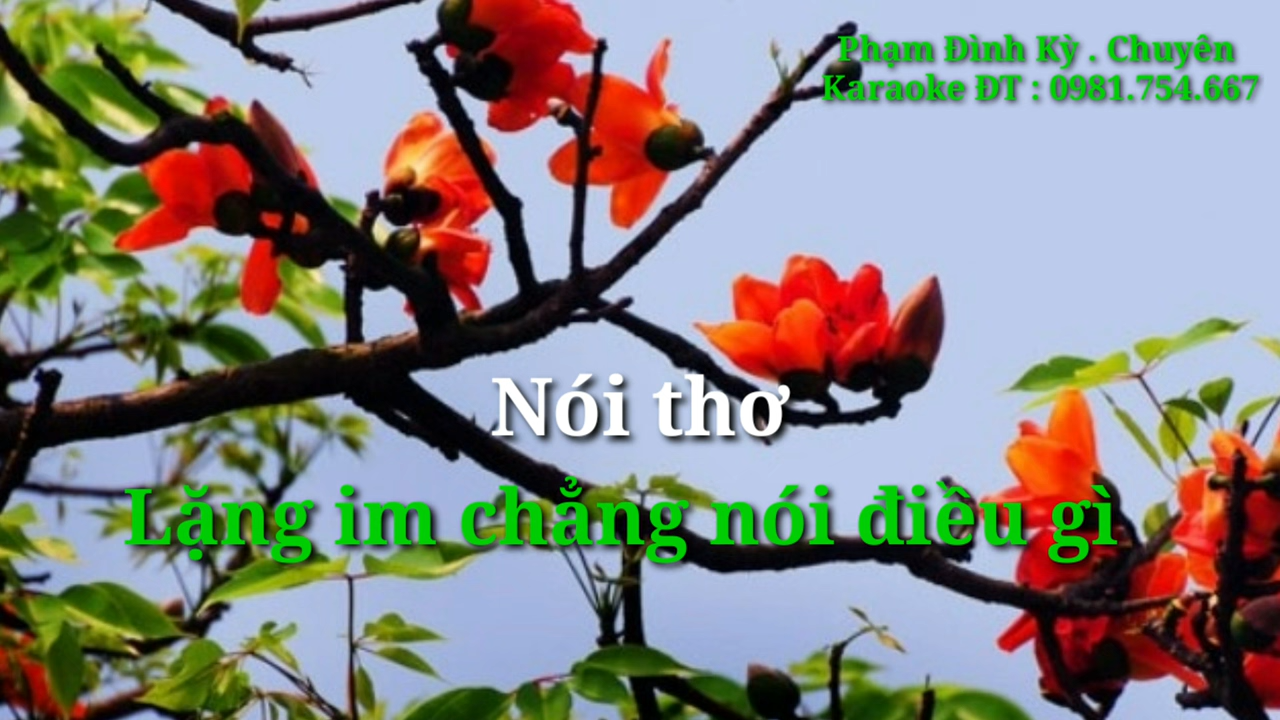 Phạm Đình Kỳ . Chuyên
Karaoke ĐT : 0981.754.667
Nói thơ
Lặng im chẳng nói điều gì